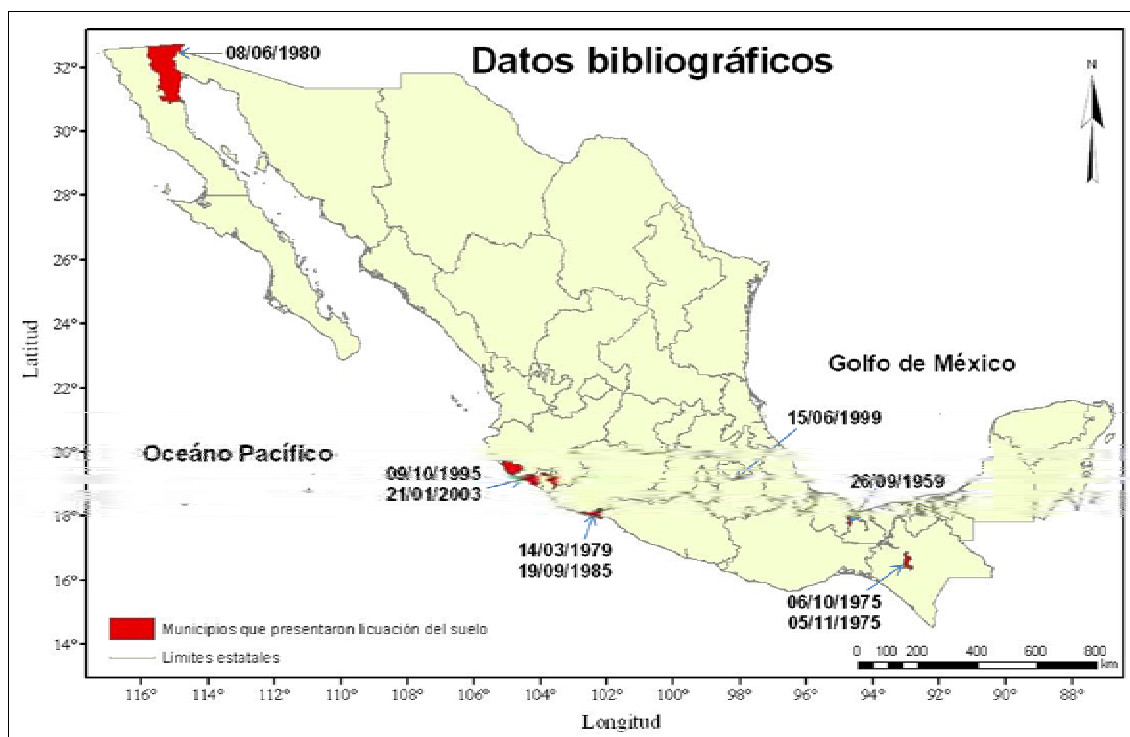 Datos bibliográficos
08/06/1980
N
32°
30°
28°
26°
24°
22°
20°
18°
16°
14°
Latitud
Golfo de México
15/06/1999
Oceáno Pacífico
09/10/1995
21/01/2003
26/09/1959
14/03/1979
19/09/1985
06/10/1975
05/11/1975
Municipios que presentaron licuación del suelo
Límites estatales
0 100 200 400 600 800
km
116° 114° 112° 110° 108° 106° 104° 102° 100° 98° 96° 94° 92° 90° 88°
Longitud